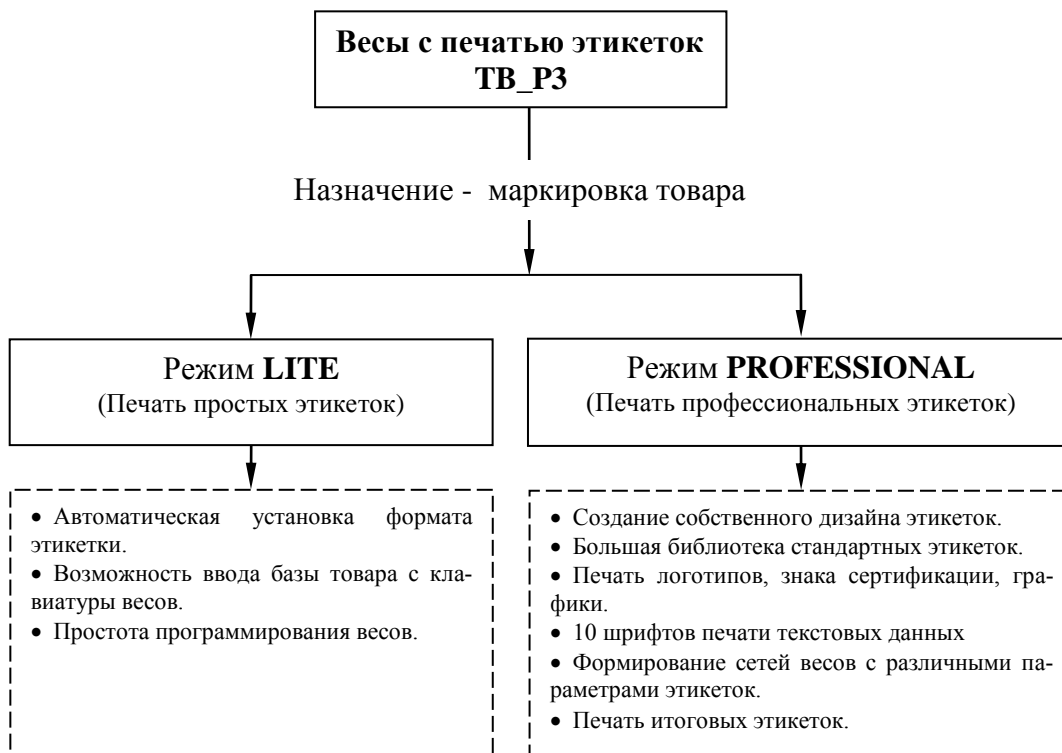 Весы с печатью этикеток
ТВ_Р3
Назначение - маркировка товара
Режим LITE
(Печать простых этикеток)
• Автоматическая установка формата
этикетки.
• Возможность ввода базы товара с кла-
виатуры весов.
• Простота программирования весов.
Режим PROFESSIONAL
(Печать профессиональных этикеток)
• Создание собственного дизайна этикеток.
• Большая библиотека стандартных этикеток.
• Печать логотипов, знака сертификации, гра-
фики.
• 10 шрифтов печати текстовых данных
• Формирование сетей весов с различными па-
раметрами этикеток.
• Печать итоговых этикеток.